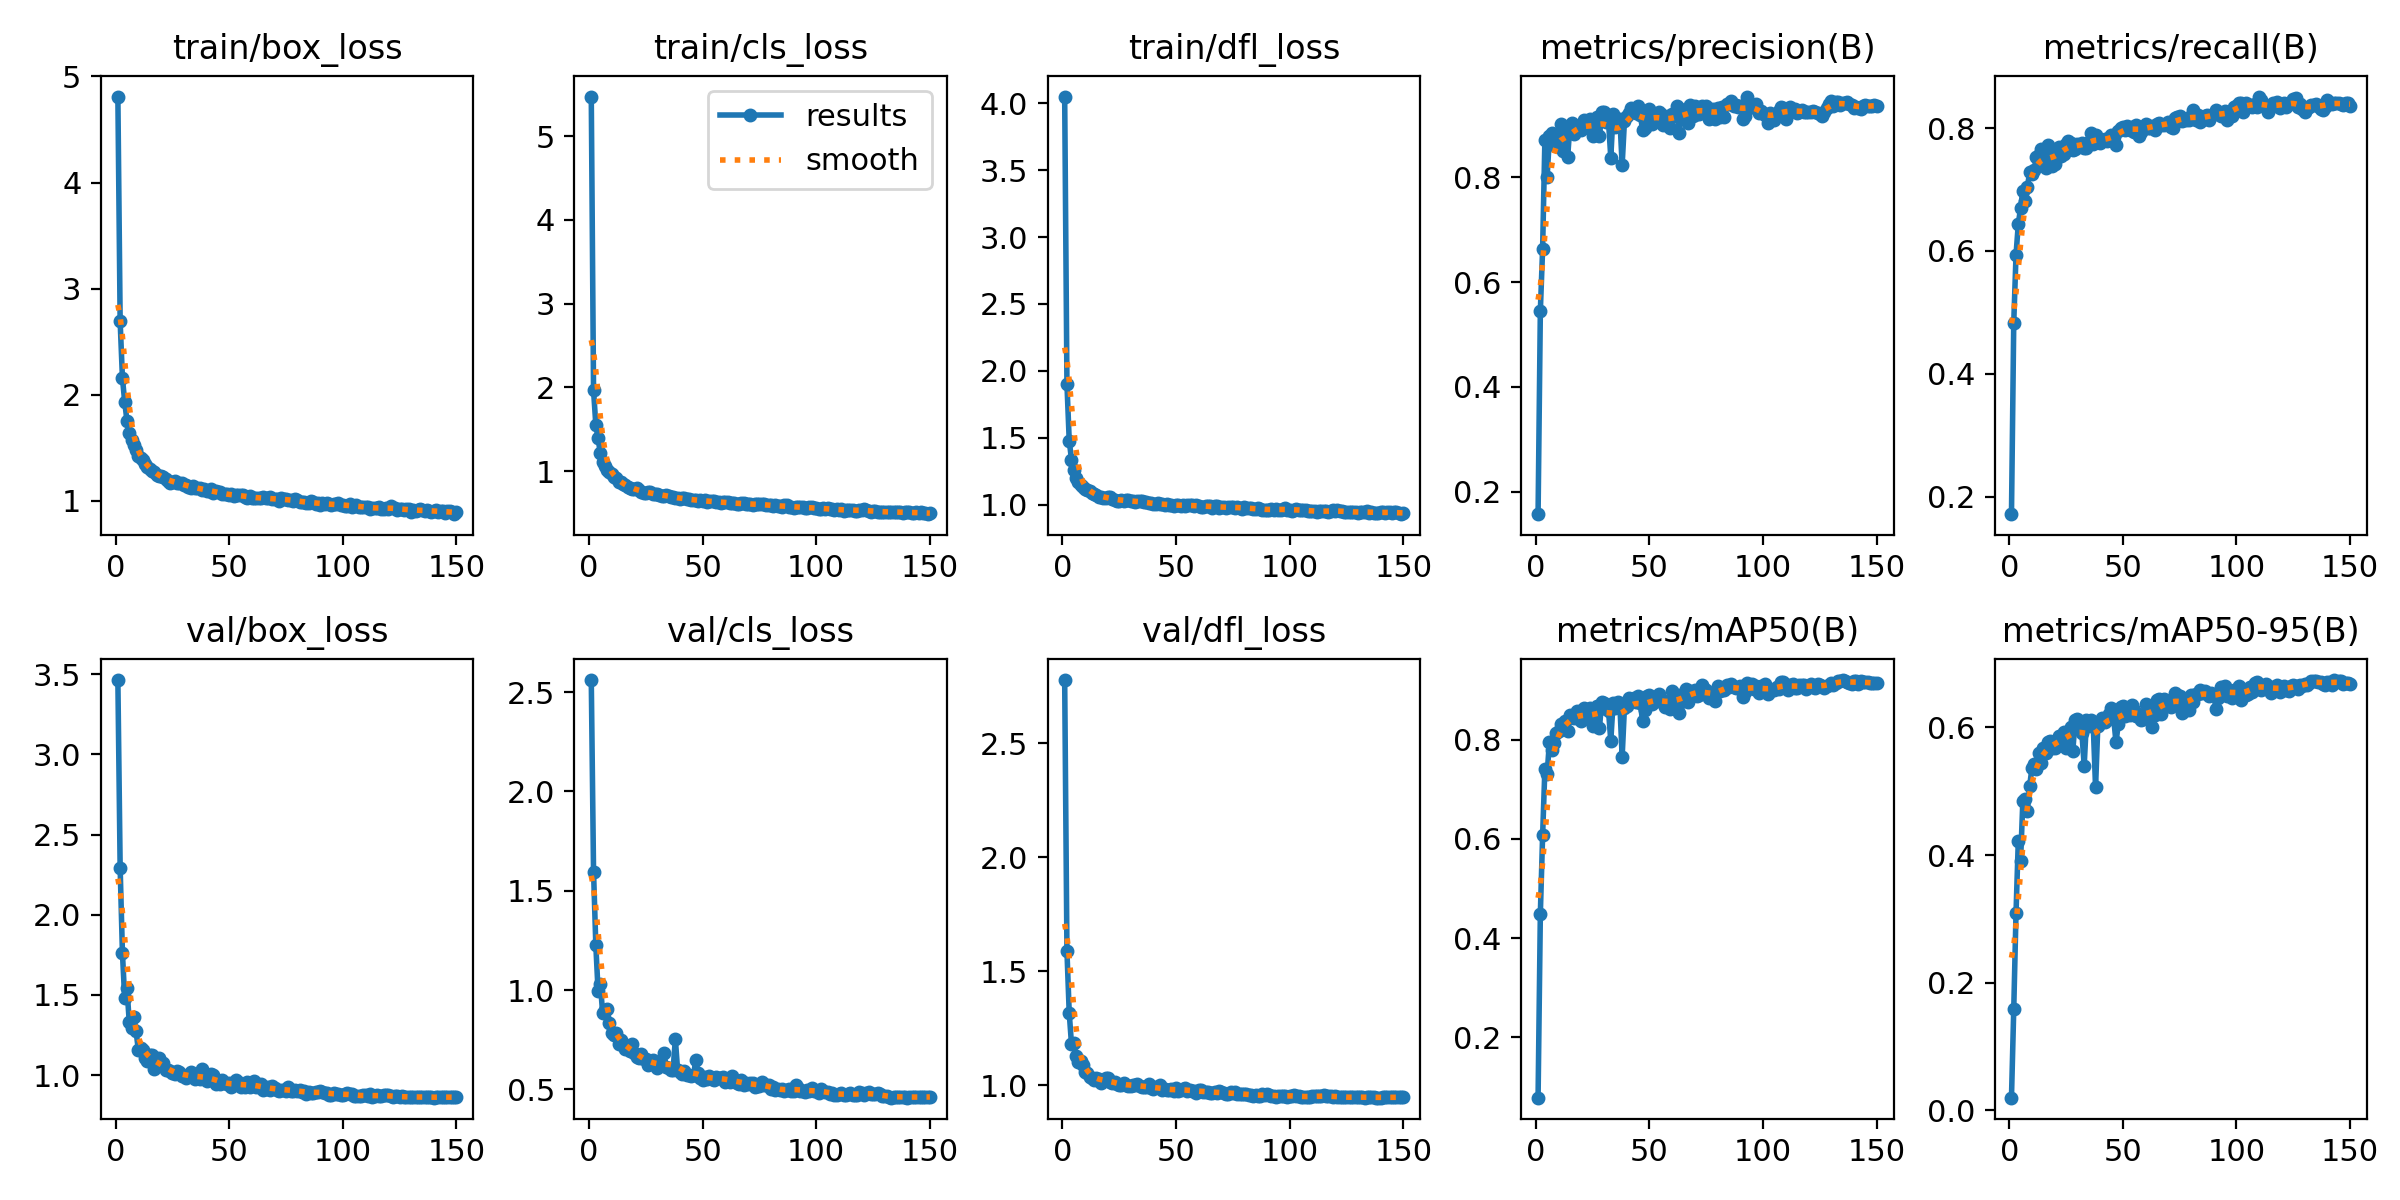 train/box_loss
5
4
3
2
1
0 50 100 150
train/cls_loss
results
smooth
5
4
3
2
1
0 50 100 150
train/dfl_loss
4.0
3.5
3.0
2.5
2.0
1.5
1.0
0 50 100 150
metrics/precision(B)
0.8
0.6
0.4
0.2
0 50 100 150
metrics/recall(B)
0.8
0.6
0.4
0.2
0 50 100 150
val/box_loss
3.5
3.0
2.5
2.0
1.5
1.0
0 50 100 150
val/cls_loss
2.5
2.0
1.5
1.0
0.5
0 50 100 150
val/dfl_loss
2.5
2.0
1.5
1.0
0 50 100 150
metrics/mAP50(B)
0.8
0.6
0.4
0.2
0 50 100 150
metrics/mAP50-95(B)
0.6
0.4
0.2
0.0
0 50 100 150